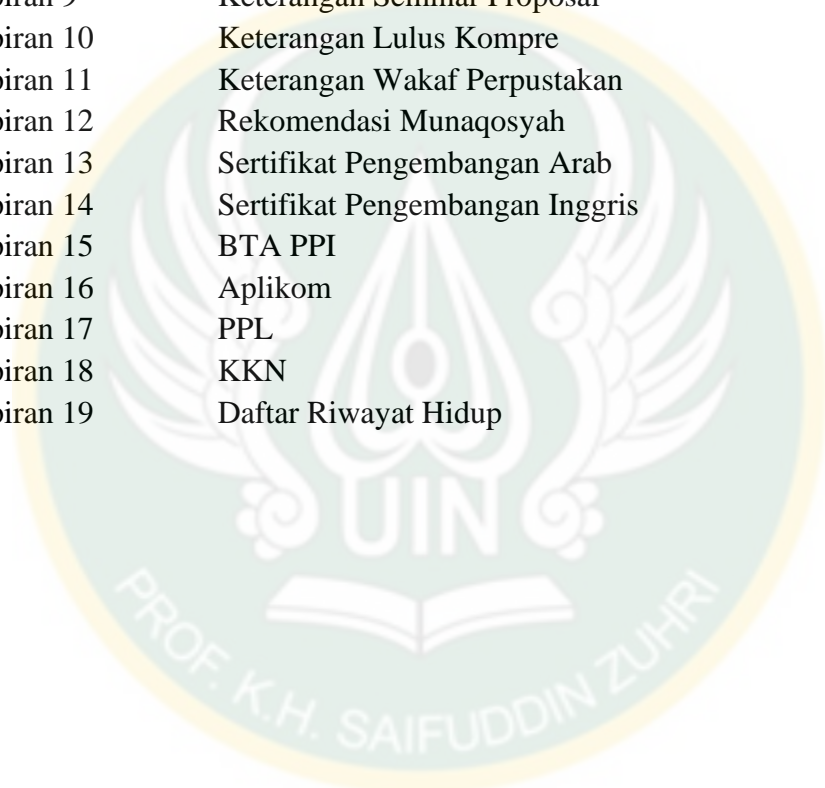 piran 9 Keterangan Seminar Proposal
piran 10 Keterangan Lulus Kompre
piran 11 Keterangan Wakaf Perpustakan
piran 12 Rekomendasi Munaqosyah
piran 13 Sertifikat Pengembangan Arab
piran 14 Sertifikat Pengembangan Inggris
piran 15 BTA PPI
piran 16 Aplikom
piran 17 PPL
piran 18 KKN
piran 19 Daftar Riwayat Hidup
UIN
PROF. K.H. SAIFUDDIN ZUHRI